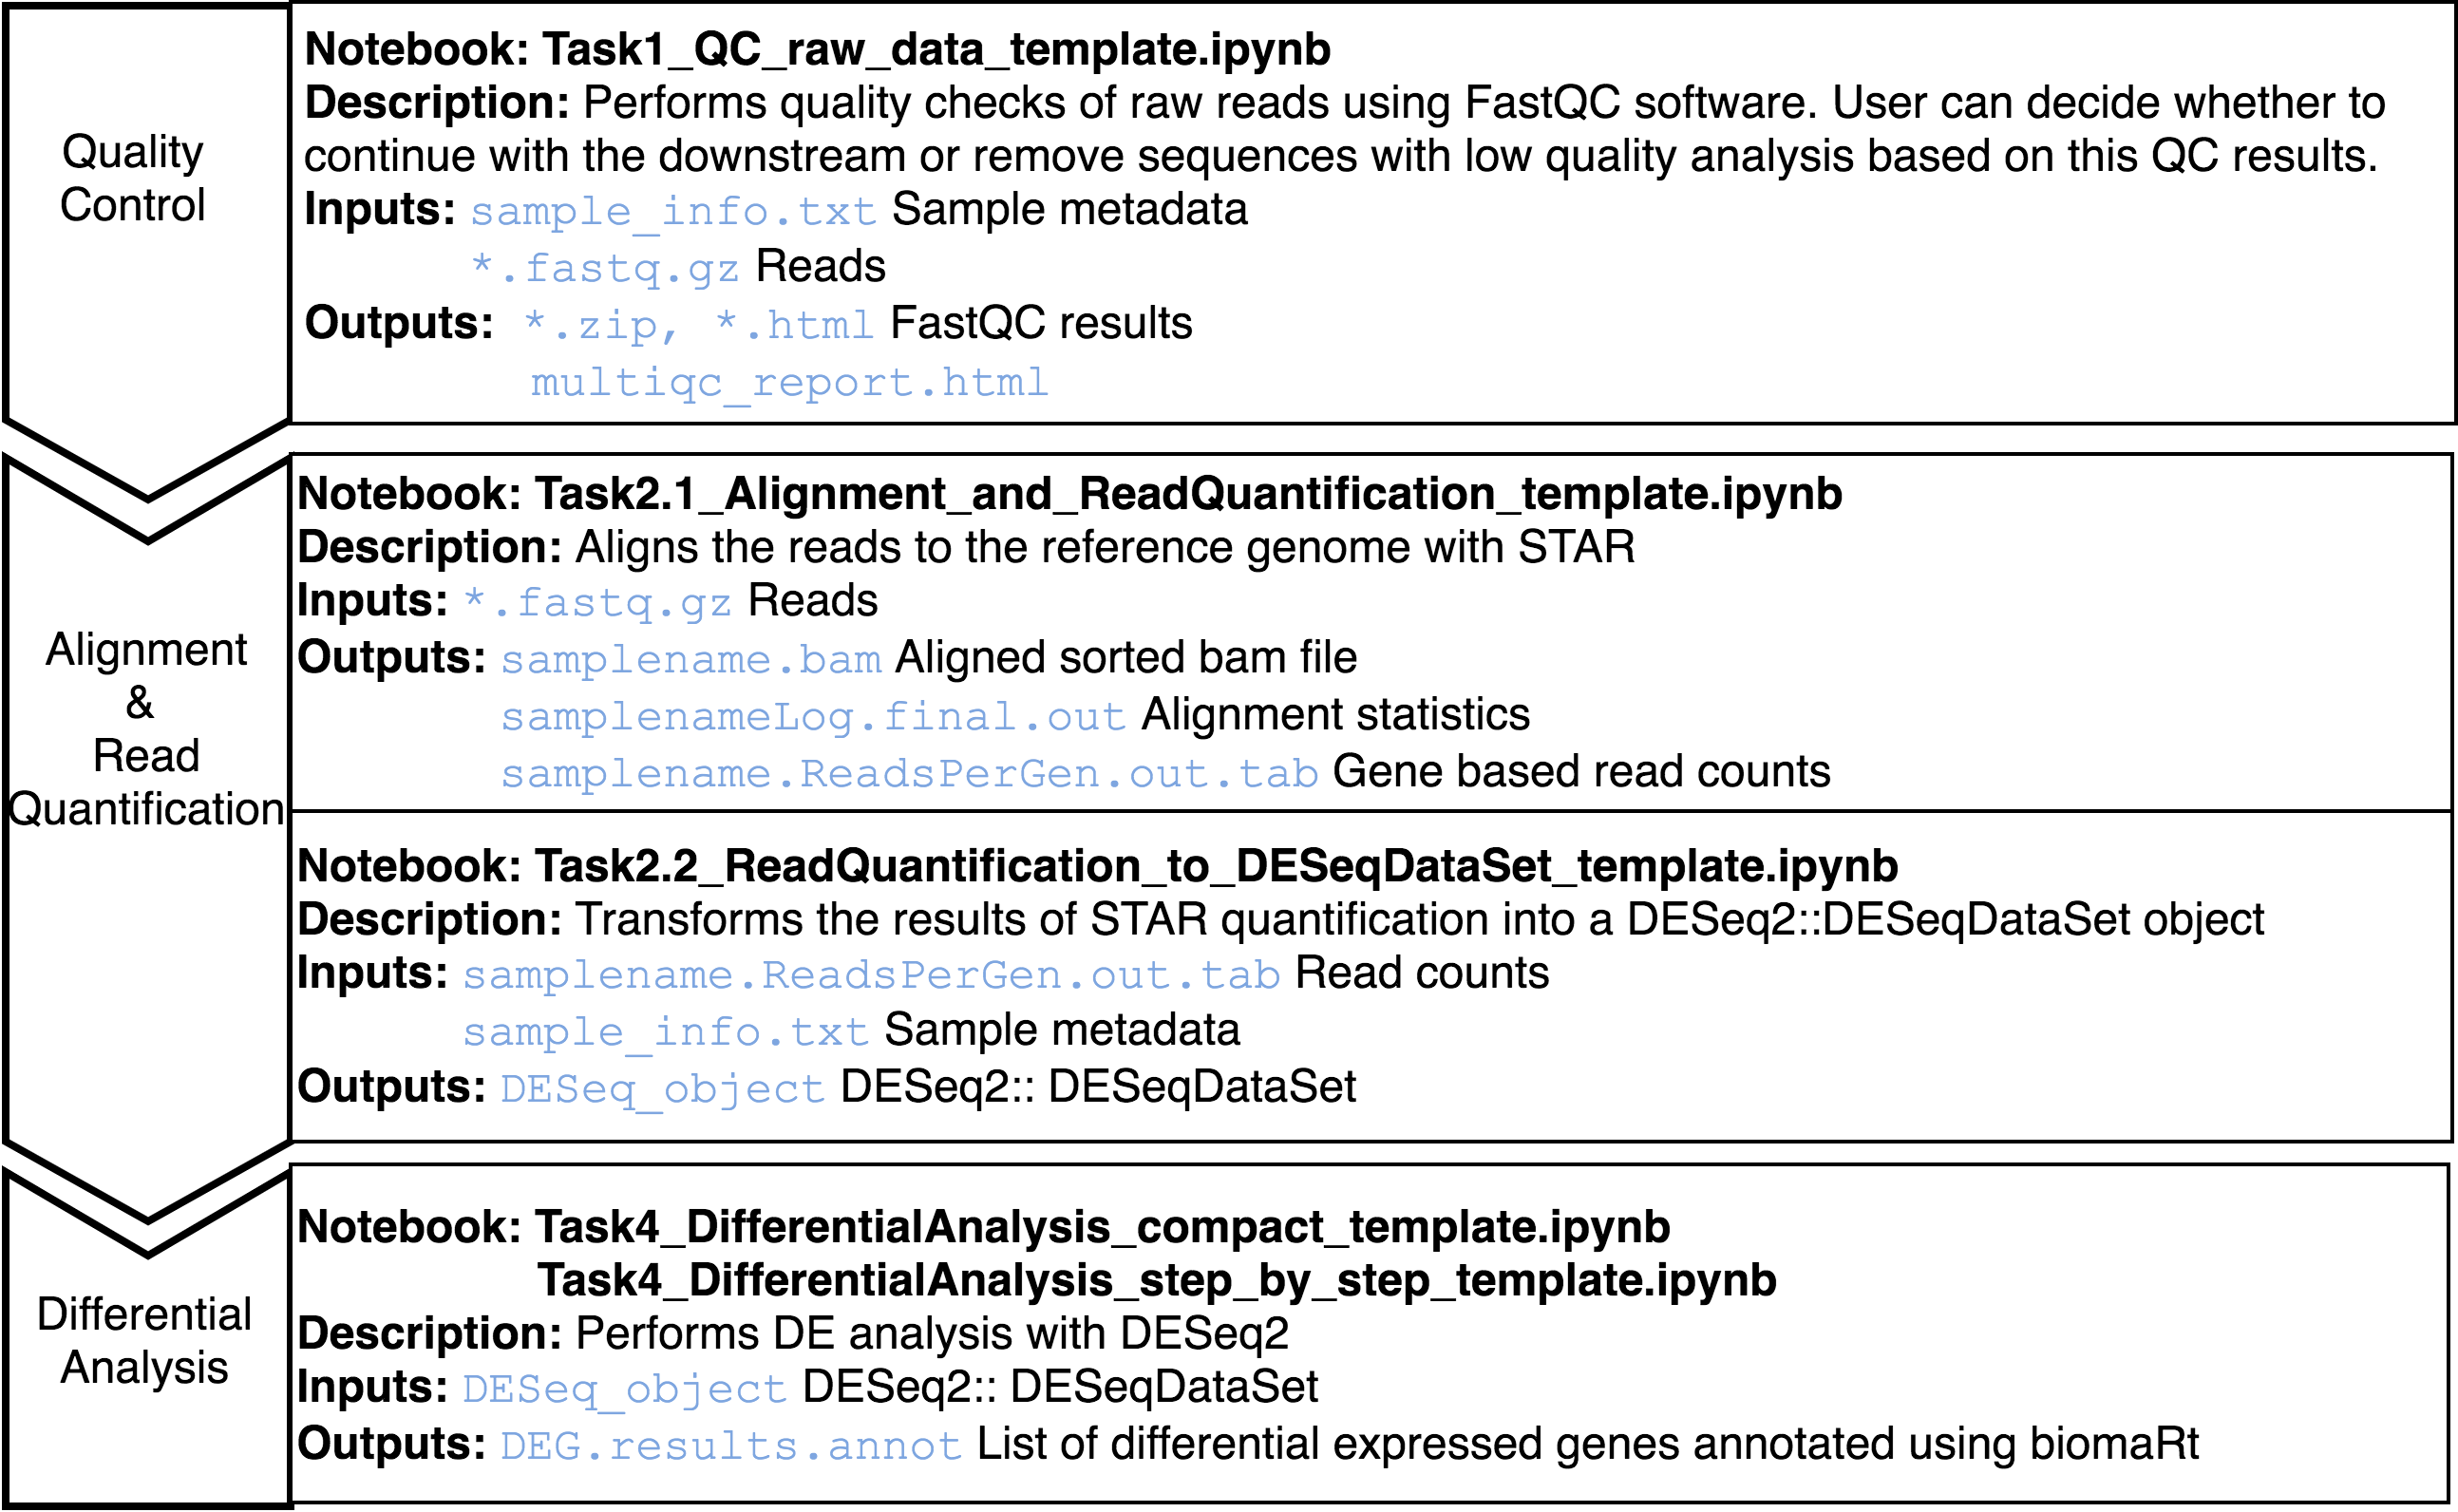 Quality
Control
Notebook: Task1_QC_raw_data_template.ipynb
Description: Performs quality checks of raw reads using FastQC software. User can decide whether to
continue with the downstream or remove sequences with low quality analysis based on this QC results.
Inputs: sample_info.txt Sample metadata
*.fastq.gz Reads
Outputs: *.zip, *.html FastQC results
multiqc_report.html
Alignment
&
Read
Quantification
Notebook: Task2.1_Alignment_and_ReadQuantification_template.ipynb
Description: Aligns the reads to the reference genome with STAR
Inputs: *.fastq.gz Reads
Outputs: samplename.bam Aligned sorted bam file
samplenameLog.final.out Alignment statistics
samplename.ReadsPerGen.out.tab Gene based read counts
Notebook: Task2.2_ReadQuantification_to_DESeqDataSet_template.ipynb
Description: Transforms the results of STAR quantification into a DESeq2::DESeqDataSet object
Inputs: samplename.ReadsPerGen.out.tab Read counts
sample_info.txt Sample metadata
Outputs: DESeq_object DESeq2:: DESeqDataSet
Differential
Analysis
Notebook: Task4_DifferentialAnalysis_compact_template.ipynb
Task4_DifferentialAnalysis_step_by_step_template.ipynb
Description: Performs DE analysis with DESeq2
Inputs: DESeq_object DESeq2:: DESeqDataSet
Outputs: DEG.results.annot List of differential expressed genes annotated using biomaRt